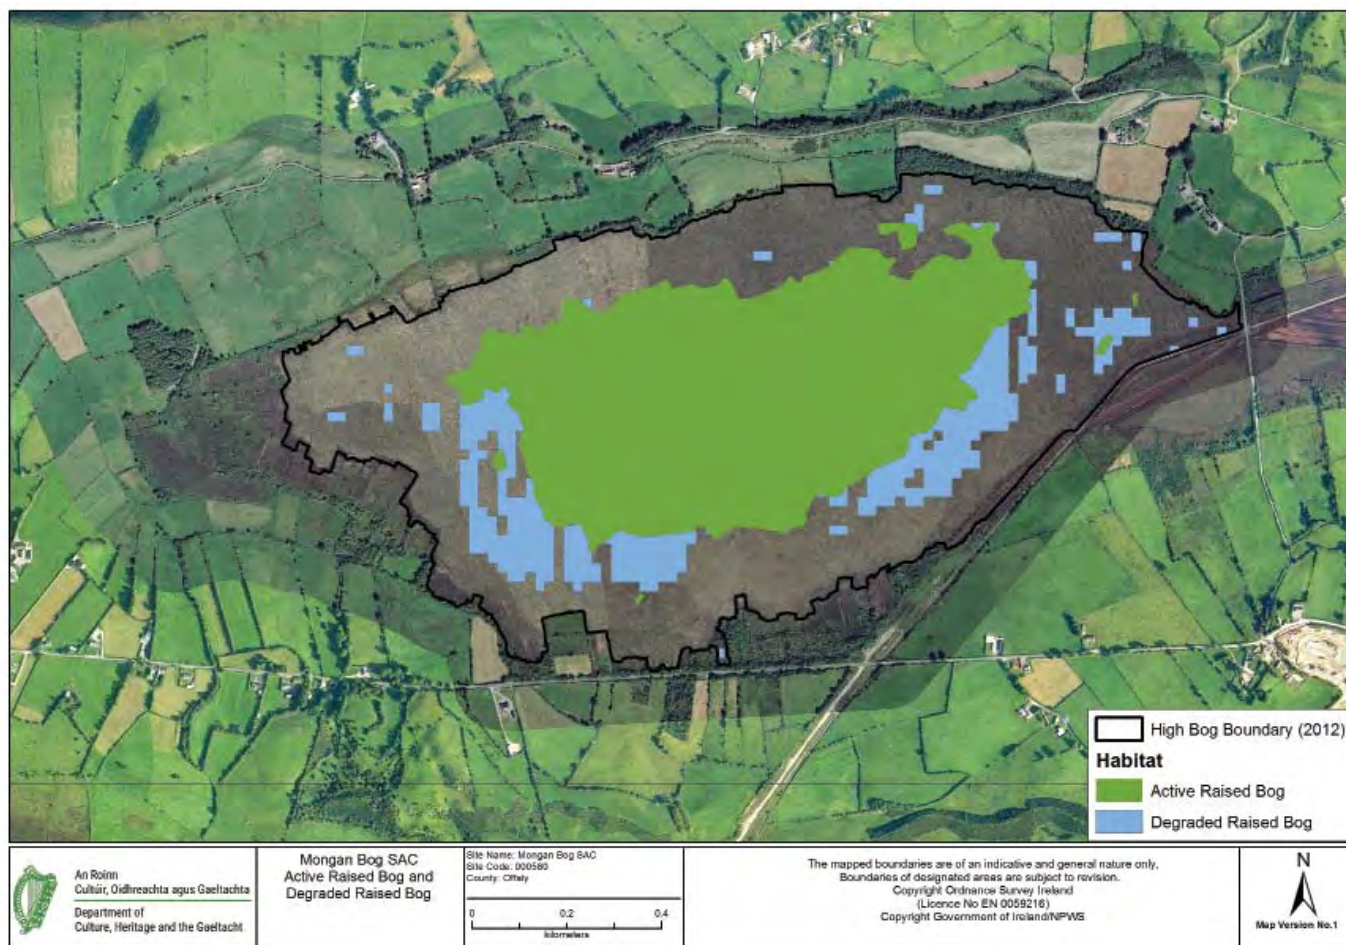 High Bog Boundary (2012)
Habitat
Active Raised Bog
Degraded Raised Bog
An Roinn
Cultúir, Oidhreachta agus Gaeltachta
Department of
Culture, Heritage and the Gaeltacht
Mongan Bog SAC
Active Raised Bog and
Degraded Raised Bog
Site Name: Mongan Bog SAC
Site Code: 000580
County: Offaly
0 0.2 0.4
kilometers
The mapped boundaries are of an indicative and general nature only.
Boundaries of designated areas are subject to revision.
Copyright Ordnance Survey Ireland
(Licence No EN 0059216)
Copyright Government of Ireland/NPWS
N
Map Version No.1